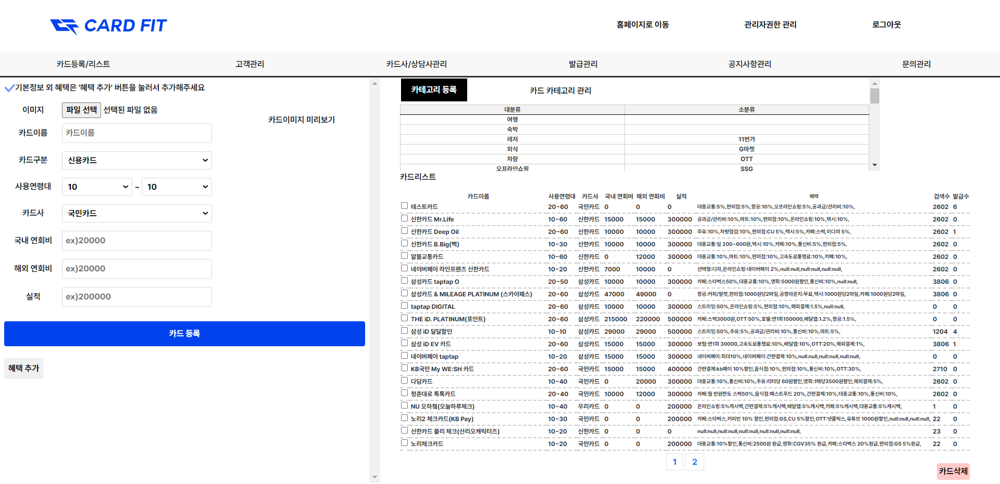 CARD FIT
홈페이지로 이동 관리자권한 관리 로그아웃
카드등록/리스트 고객관리 카드사/상담사관리 발급관리 공지사항관리 문의관리
기본정보 외 혜택은 '혜택 추가' 버튼을 눌러서 추가해주세요
이미지 파일 선택 선택된 파일 없음
카드이미지 미리보기
카드이름 카드이름
카드구분 신용카드
사용연령대 10 ~ 10
카드사 국민카드
국내 연회비 ex)20000
해외 연회비 ex)20000
실적 ex)200000
카드 등록
혜택 추가
카테고리 등록 카드 카테고리 관리
대분류 소분류
여행
숙박
레저 11번가
외식 G마켓
차량 OTT
오프라인쇼핑 SSG
카드리스트
카드이름 사용연령대 카드사 국내 연회비 해외 연회비 실적 혜택 검색수 발급수
테스트카드 20~60 국민카드 0 0 0 대중교통:5%,편의점:5%,항공:10%,오프라인쇼핑:5%,공과금/관리비:10%, 2602 6
신한카드 Mr.Life 10~60 신한카드 15000 15000 300000 공과금/관리비:10%,마트:10%,편의점:10%,온라인쇼핑:10%,택시:10%, 2602 0
신한카드 Deep Oil 20~60 신한카드 10000 10000 300000 주유:10%,차량점검:10%,편의점:CU 5%,택시:5%,카페:스벅,이디야 5%, 2602 1
신한카드 B.Big(삑) 10~30 신한카드 10000 10000 300000 대중교통:일 200~600원,택시:10%,카페:10%,통신비:5%,편의점:5%, 2602 0
알뜰교통카드 10~60 신한카드 0 12000 300000 대중교통:10%,마트:10%,편의점:10%,고속도로통행료:10%,카페:10%, 2602 0
네이버페이 라인프렌즈 신한카드 10~20 신한카드 7000 10000 0 선택형:디자,온라인쇼핑:네이버페이 2%,null:null,null:null,null:null, 2602 0
삼성카드 taptap O 20~50 삼성카드 10000 10000 300000 카페:스타벅스50%,대중교통:10%,영화:5000원할인,통신비:10%,null:null, 3806 0
삼성카드 & MILEAGE PLATINUM (스카이패스) 20~60 삼성카드 47000 49000 0 항공:커피/발렛,편의점:1000원당2마일,공항라운지:무료,택시:1000원당2마일,카페:1000원당2마일, 3806 0
taptap DIGITAL 20~60 삼성카드 10000 10000 300000 스트리밍:50%,온라인쇼핑:5%,편의점:10%,해외결제:1.5%,null:null, 0 0
THE iD. PLATINUM(포인트) 20~60 삼성카드 215000 220000 500000 카페:스벅3000원,OTT:50%,호텔:연1회150000,배달앱:1.2%,항공:1.5%, 0 0
삼성 iD 달달할인 10~10 삼성카드 29000 29000 500000 스트리밍:50%,주유:5%,공과금/관리비:10%,통신비:10%,마트:5%, 1204 4
삼성 iD EV 카드 20~60 삼성카드 15000 15000 300000 보험:연1회 30000,고속도로통행료:10%,배달앱:10%,OTT:20%,해외결제:1%, 3806 1
네이버페이 taptap 10~20 삼성카드 15000 15000 300000 네이버페이:최대10%,네이버페이:간편결제 10%,null:null,null:null,null:null, 0 0
KB국민 My WE:SH 카드 20~60 국민카드 15000 15000 400000 간편결제:kb페이 10%할인,음식점:10%,편의점:10%,통신비:10%,OTT:30%, 2710 0
다담카드 10~40 국민카드 0 20000 300000 대중교통:10%,통신비:10%,주유:리터당 60원할인,영화:1매당3500원할인,해외결제:5%, 2602 0
청춘대로 톡톡카드 20~40 국민카드 10000 12000 300000 카페:월 만원한도 스벅50%,음식점:패스트푸드 20%,간편결제:10%,대중교통:10%,통신비:10%, 2602 0
NU 오하쳌(오늘하루체크) 10~40 우리카드 0 0 200000 온라인쇼핑:5%캐시백,간편결제:5%캐시백,배달앱:5%캐시백,카페:5%캐시백,대중교통:5%캐시백, 1 0
노리2 체크카드(KB Pay) 10~30 국민카드 0 0 200000 카페:스타벅스,커피빈 10% 할인,편의점:GS,CU 5%할인,OTT:넷플릭스,유튜브 1000원할인,null:null,null:null, 22 0
신한카드 플리 체크(산리오캐릭터즈) 10~20 신한카드 0 0 0 null:null,null:null,null:null,null:null,null:null, 23 0
노리체크카드 10~20 국민카드 0 0 200000 대중교통:10%할인,통신비:2500원 환급,영화:CGV35% 환급,카페:스타벅스 20%환급,편의점:GS 5%환급, 22 0
1 2
카드삭제